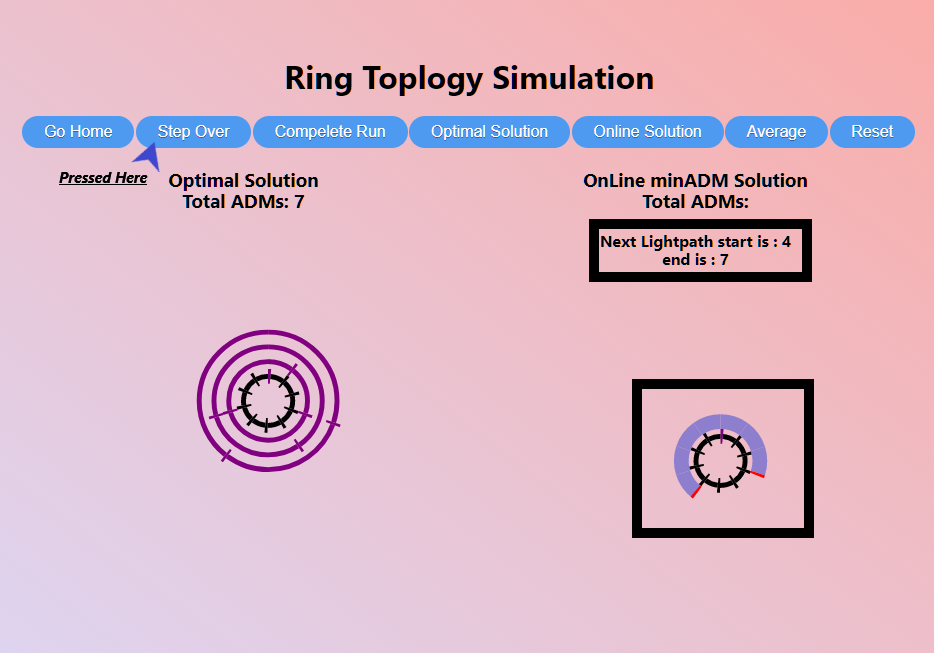 Ring Toplogy Simulation
Go Home
Step Over
Compelete Run
Optimal Solution
Online Solution
Average
Reset
Pressed Here
Optimal Solution
Total ADMs: 7
OnLine minADM Solution
Total ADMs:
Next Lightpath start is : 4
end is : 7